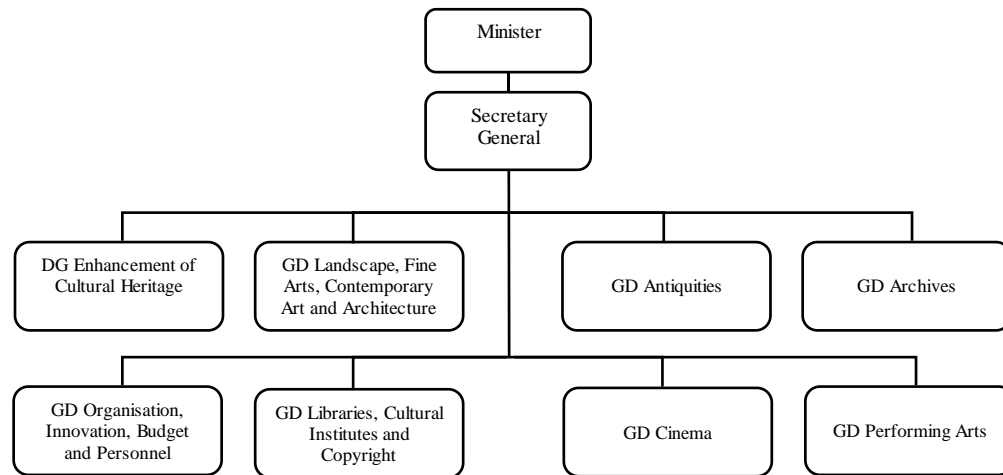 Minister
Secretary
General
DG Enhancement of
Cultural Heritage
GD Landscape, Fine
Arts, Contemporary
Art and Architecture
GD Antiquities
GD Archives
GD Organisation,
Innovation, Budget
and Personnel
GD Libraries, Cultural
Institutes and
Copyright
GD Cinema
GD Performing Arts